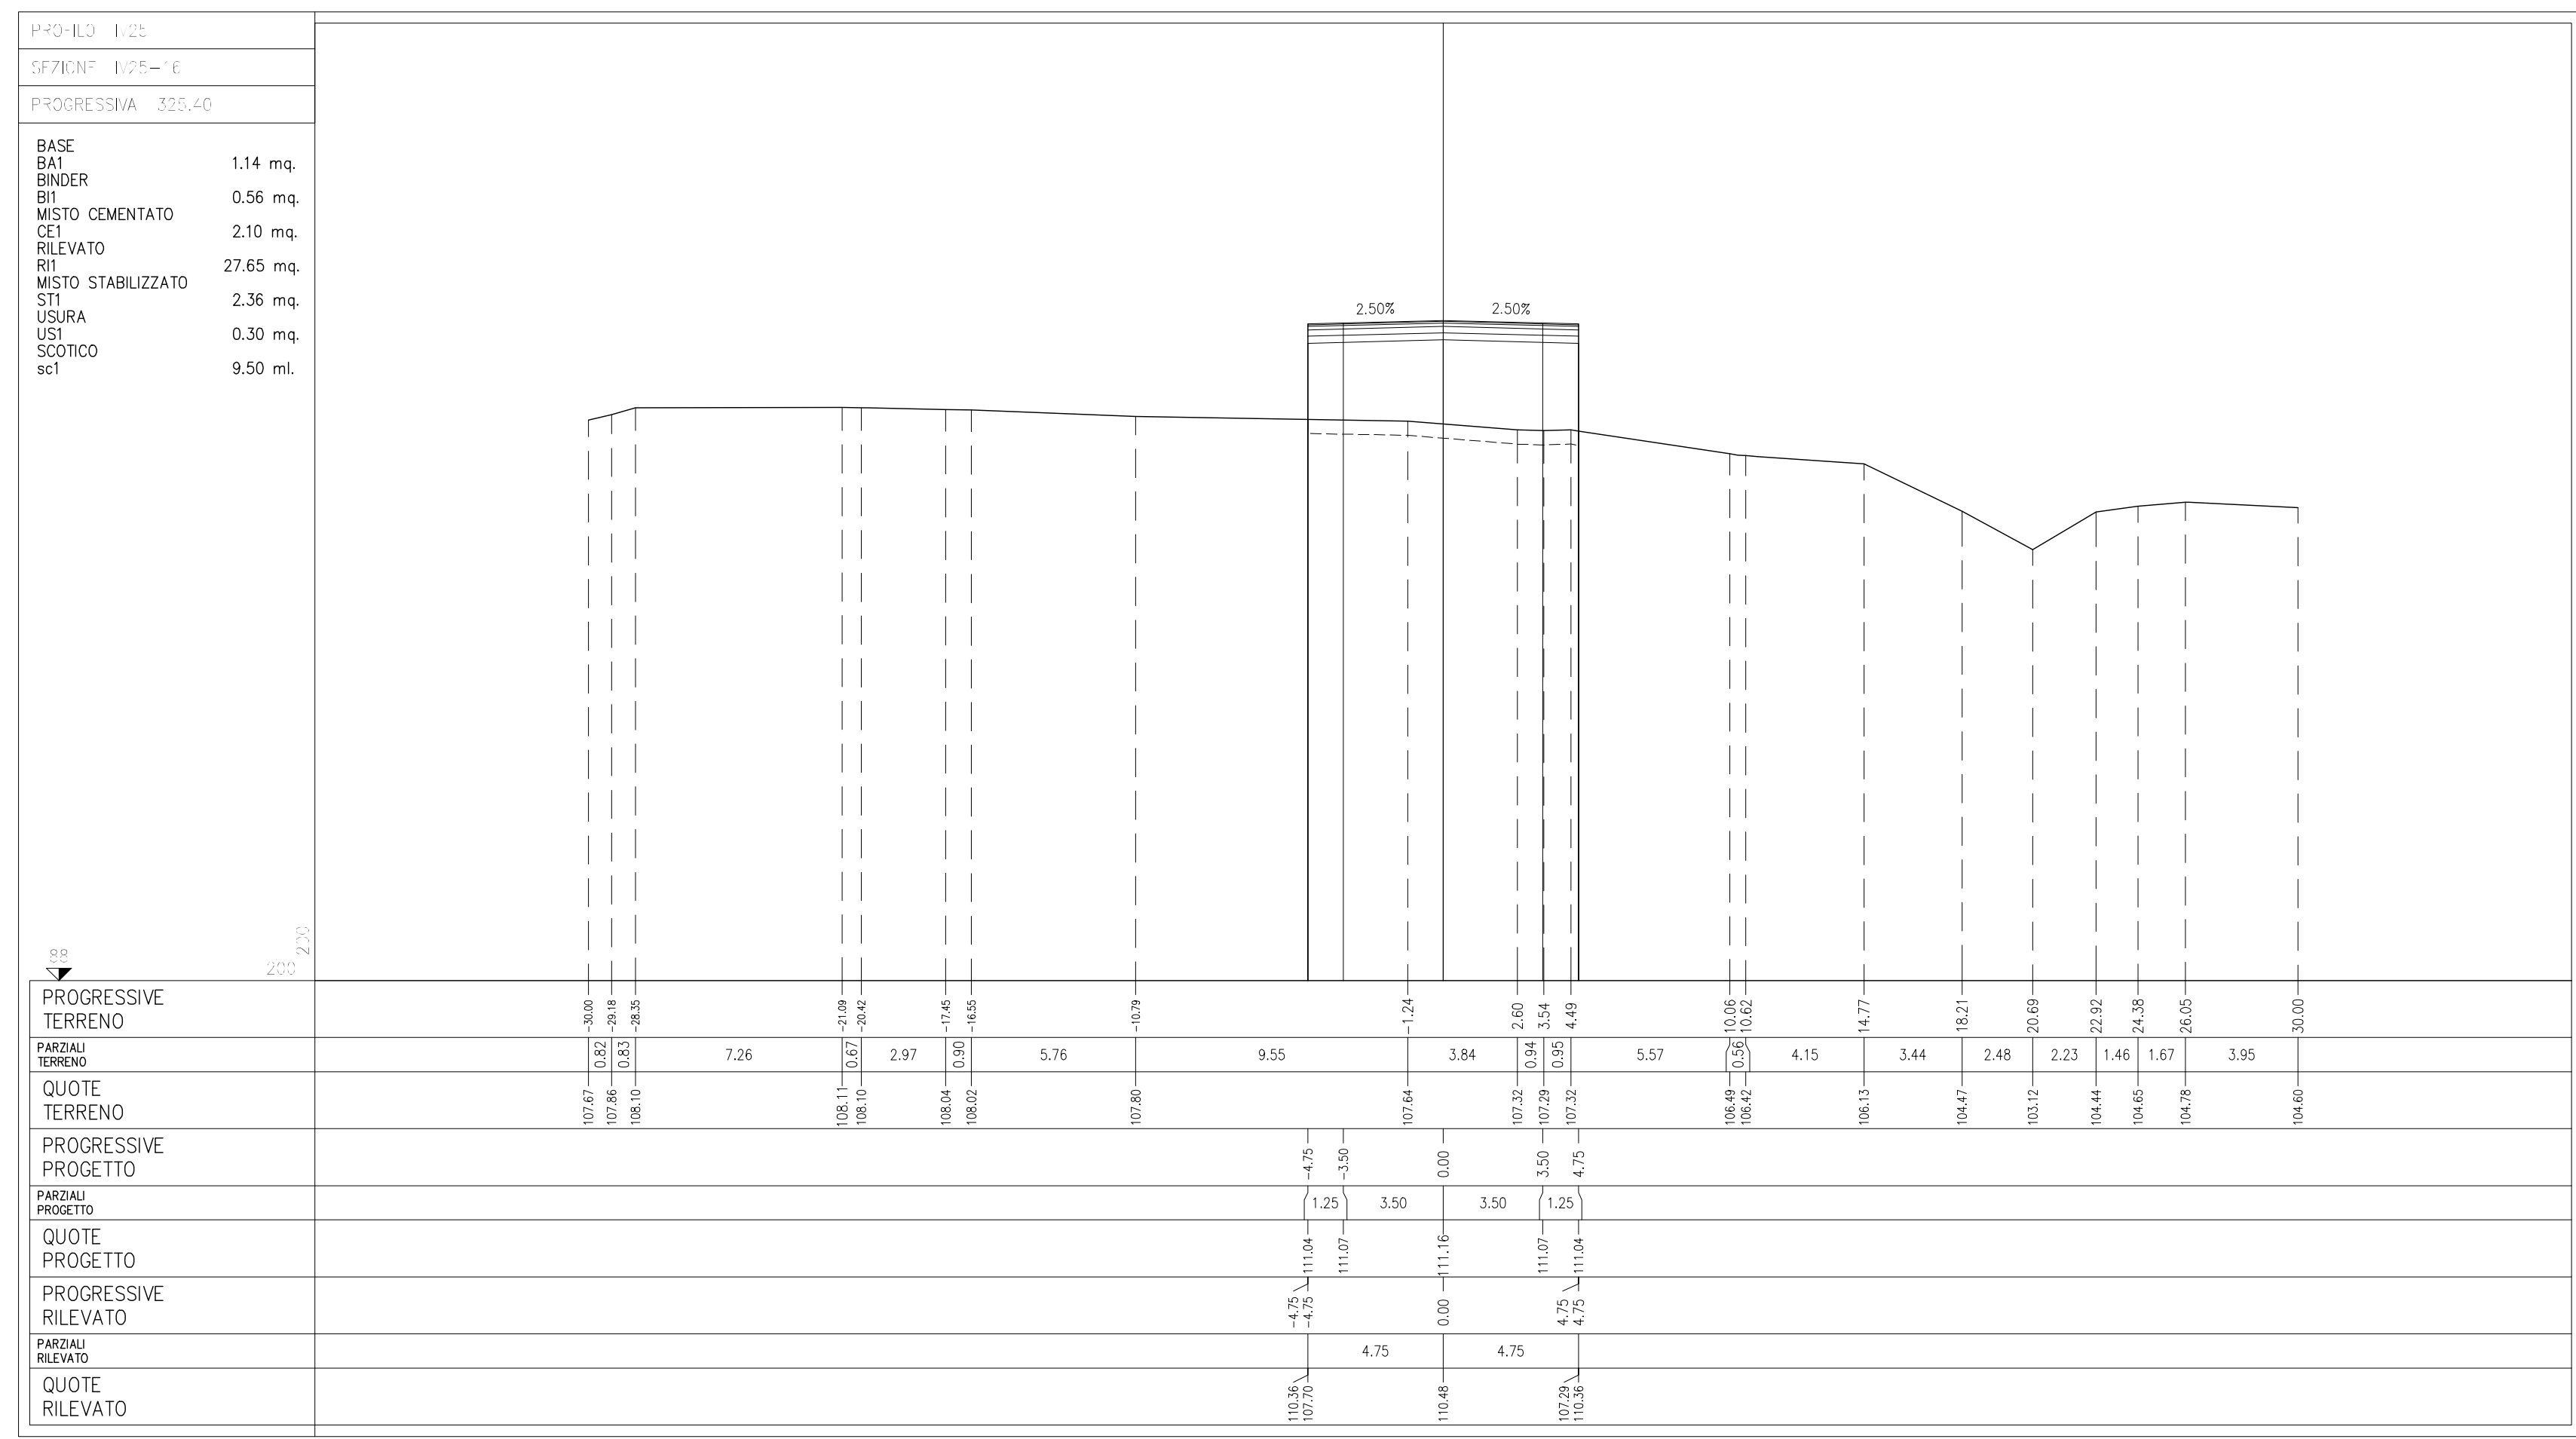 PROFILO IV25
SEZIONE IV25-16
PROGRESSIVA 325.40
BASE
BA1 1.14 mq.
BINDER
BI1 0.56 mq.
MISTO CEMENTATO
CE1 2.10 mq.
RILEVATO
RI1 27.65 mq.
MISTO STABILIZZATO
ST1 2.36 mq.
USURA
US1 0.30 mq.
SCOTICO
sc1 9.50 ml.
2.50% 2.50%
88
200
200
PROGRESSIVE
TERRENO
-30.00 -29.18 -28.35 -21.09 -20.42 -17.45 -16.55 -10.79 -1.24 2.60 3.54 4.49 10.06 10.62 14.77 18.21 20.69 22.92 24.38 26.05 30.00
PARZIALI
TERRENO
0.82 0.83 7.26 0.67 2.97 0.90 5.76 9.55 3.84 0.94 0.95 5.57 0.56 4.15 3.44 2.48 2.23 1.46 1.67 3.95
QUOTE
TERRENO
107.67 107.86 108.10 108.11 108.10 108.04 108.02 107.80 107.64 107.32 107.29 107.32 106.49 106.42 106.13 104.47 103.12 104.44 104.65 104.78 104.60
PROGRESSIVE
PROGETTO
-4.75 -3.50 0.00 3.50 4.75
PARZIALI
PROGETTO
1.25 3.50 3.50 1.25
QUOTE
PROGETTO
111.04 111.07 111.16 111.07 111.04
PROGRESSIVE
RILEVATO
-4.75 -4.75 0.00 4.75 4.75
PARZIALI
RILEVATO
4.75 4.75
QUOTE
RILEVATO
110.36 107.70 110.48 107.29 110.36